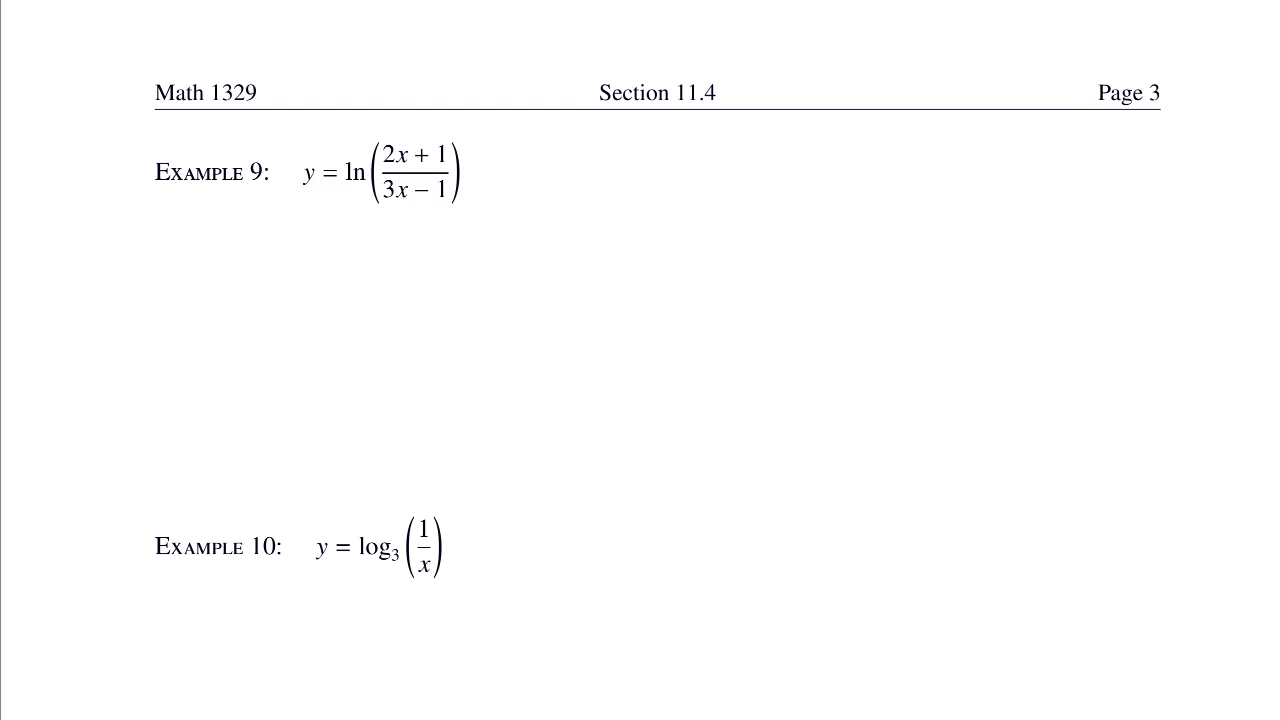 Math 1329 Section 11.4 Page 3
Example 9: y = ln((2x + 1)/(3x − 1))
Example 10: y = log₃(1/x)